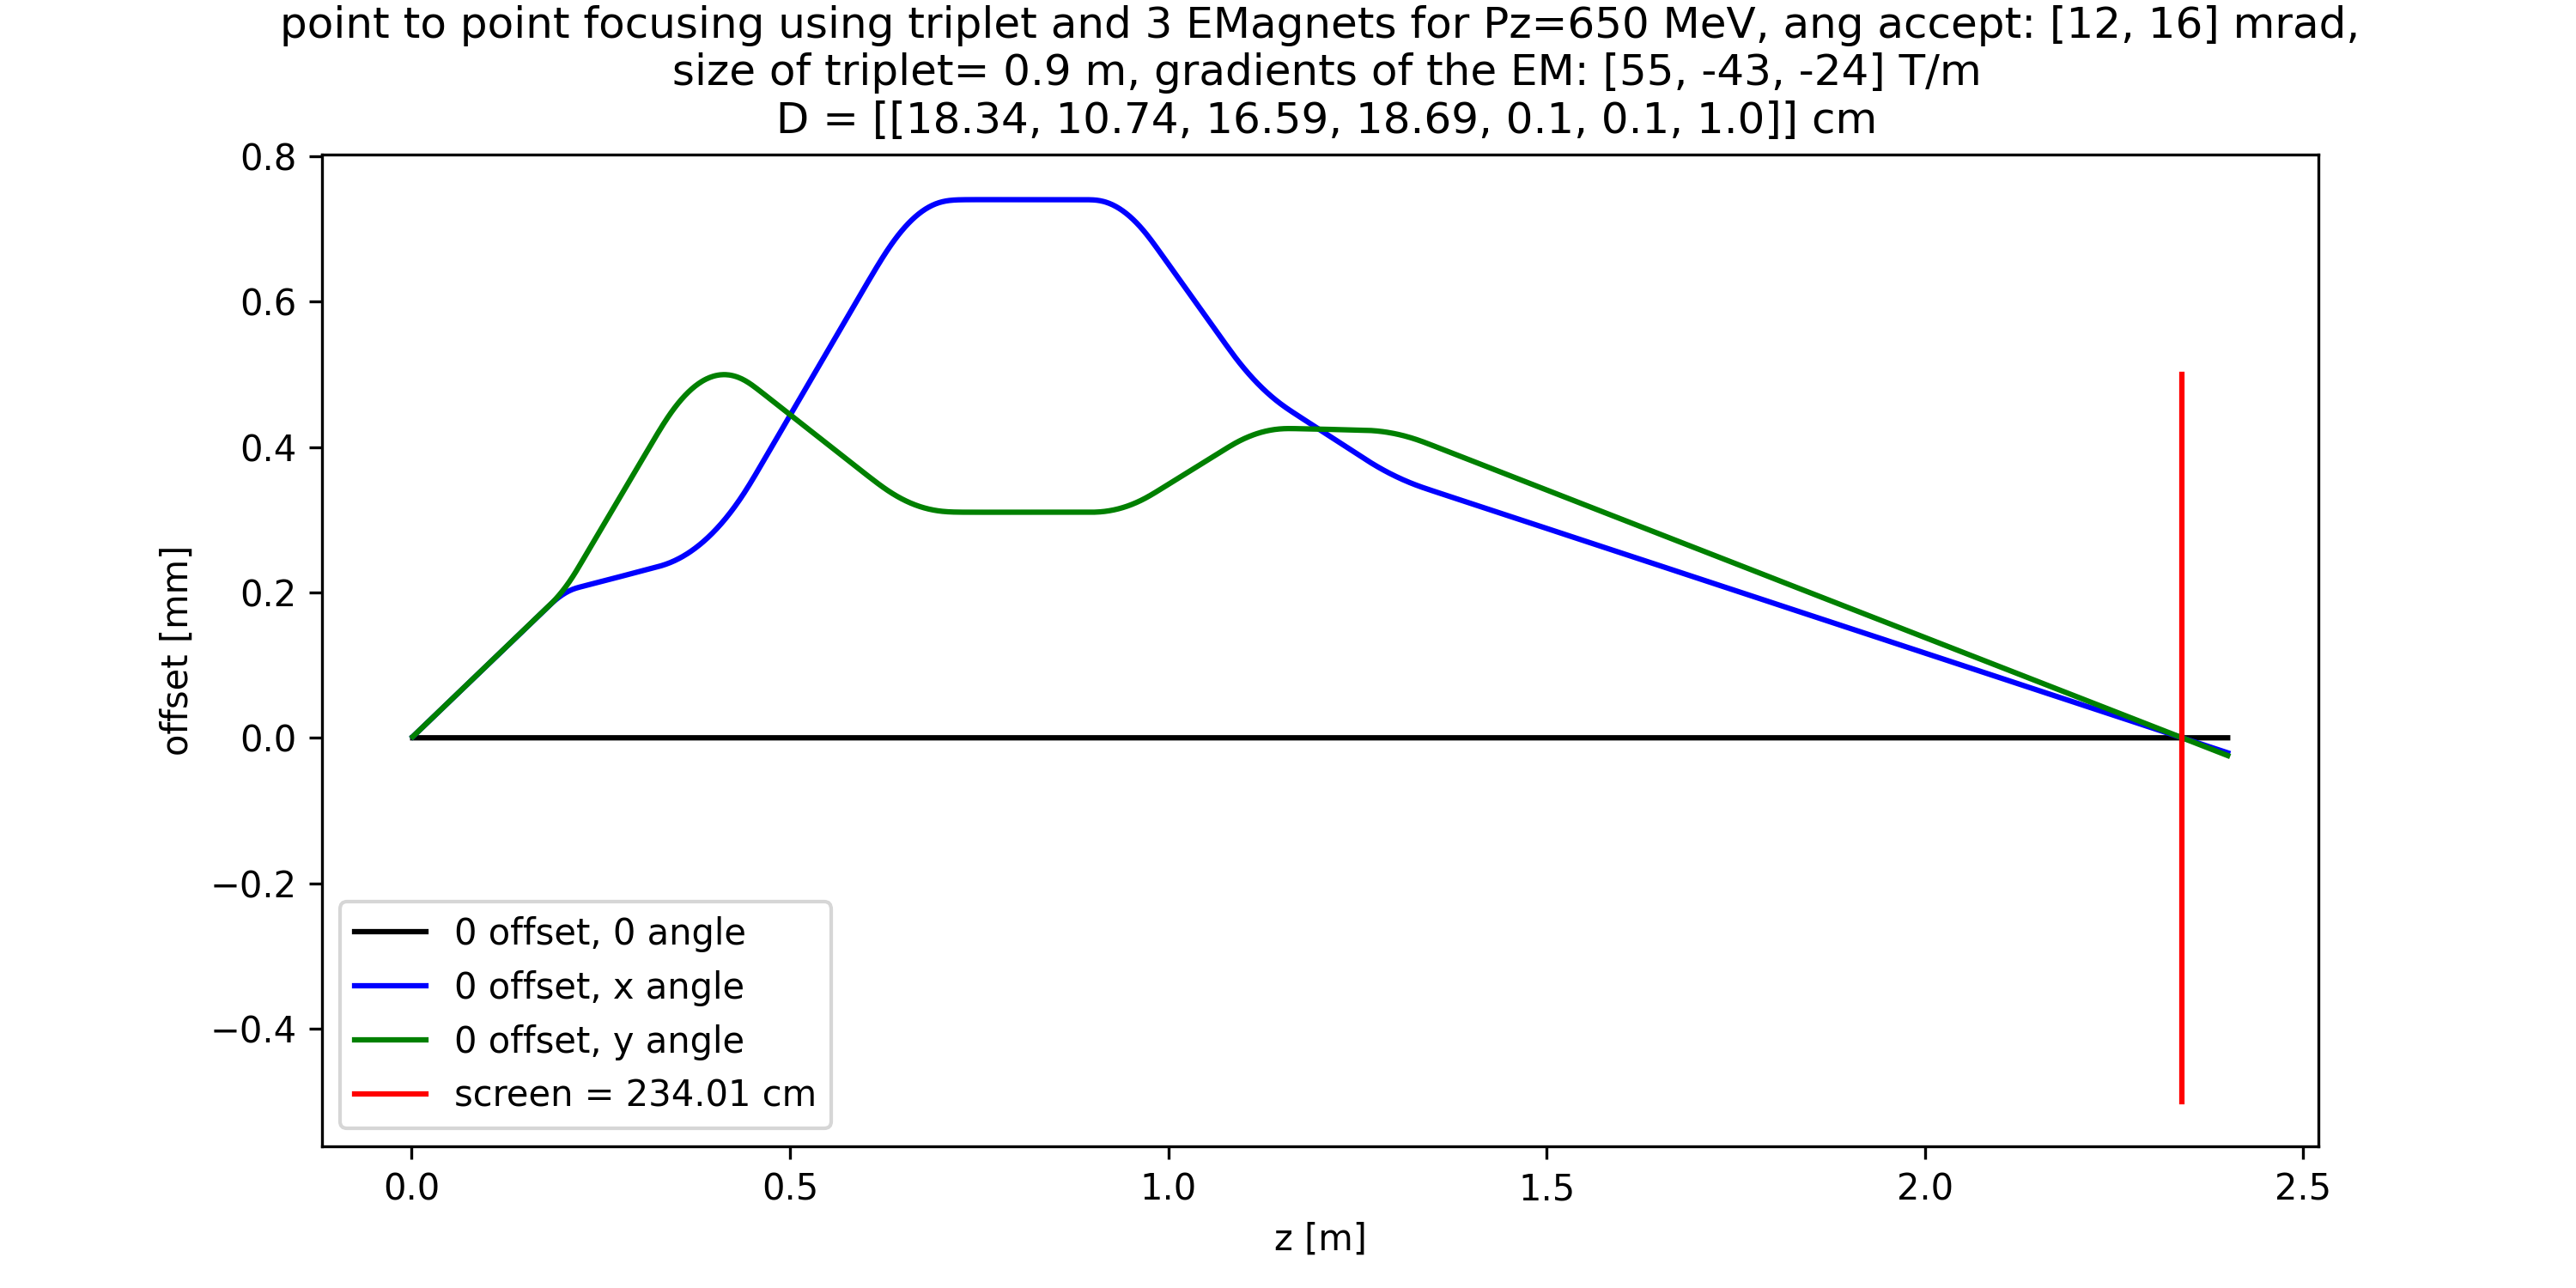 point to point focusing using triplet and 3 EMagnets for Pz=650 MeV, ang accept: [12, 16] mrad,
size of triplet= 0.9 m, gradients of the EM: [55, -43, -24] T/m
D = [[18.34, 10.74, 16.59, 18.69, 0.1, 0.1, 1.0]] cm
0.8
0.6
0.4
0.2
0.0
−0.2
−0.4
offset [mm]
0 offset, 0 angle
0 offset, x angle
0 offset, y angle
screen = 234.01 cm
0.0 0.5 1.0 1.5 2.0 2.5
z [m]